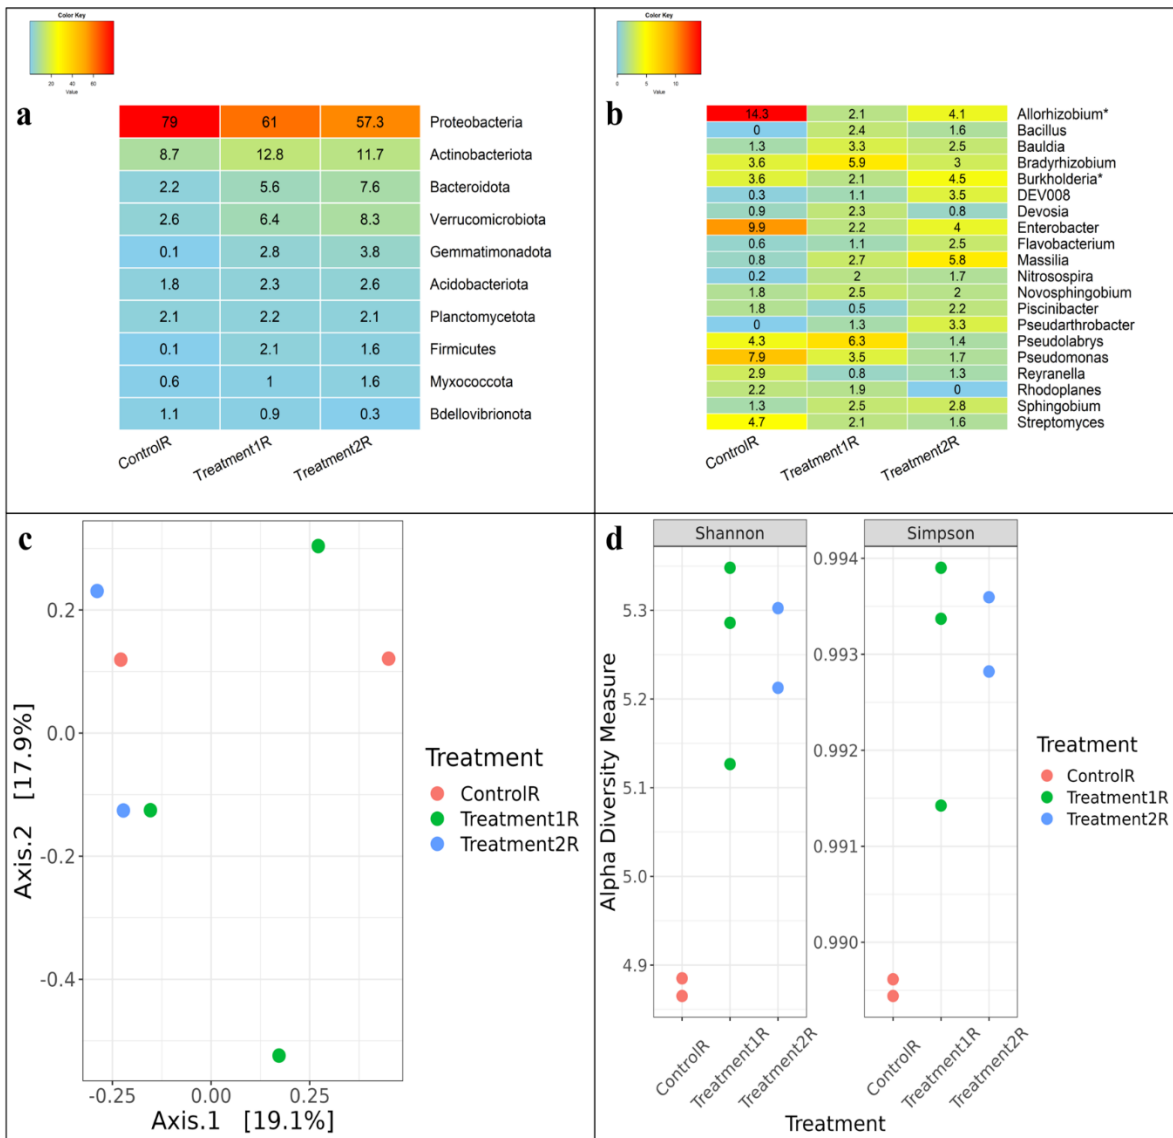 Color Key
20 40 60
Value
a
79 61 57.3 Proteobacteria
8.7 12.8 11.7 Actinobacteriota
2.2 5.6 7.6 Bacteroidota
2.6 6.4 8.3 Verrucomicrobiota
0.1 2.8 3.8 Gemmatimonadota
1.8 2.3 2.6 Acidobacteriota
2.1 2.2 2.1 Planctomycetota
0.1 2.1 1.6 Firmicutes
0.6 1 1.6 Myxococcota
1.1 0.9 0.3 Bdellovibrionota
ControlR Treatment1R Treatment2R
Color Key
0 5 10
Value
b
14.3 2.1 4.1 Allorhizobium*
0 2.4 1.6 Bacillus
1.3 3.3 2.5 Bauldia
3.6 5.9 3 Bradyrhizobium
3.6 2.1 4.5 Burkholderia*
0.3 1.1 3.5 DEV008
0.9 2.3 0.8 Devosia
9.9 2.2 4 Enterobacter
0.6 1.1 2.5 Flavobacterium
0.8 2.7 5.8 Massilia
0.2 2 1.7 Nitrosospira
1.8 2.5 2 Novosphingobium
1.8 0.5 2.2 Piscinibacter
0 1.3 3.3 Pseudarthrobacter
4.3 6.3 1.4 Pseudolabrys
7.9 3.5 1.7 Pseudomonas
2.9 0.8 1.3 Reyranella
2.2 1.9 0 Rhodoplanes
1.3 2.5 2.8 Sphingobium
4.7 2.1 1.6 Streptomyces
ControlR Treatment1R Treatment2R
c
Axis.2 [17.9%]
0.2
0.0
-0.2
-0.4
-0.25 0.00 0.25
Axis.1 [19.1%]
Treatment
ControlR
Treatment1R
Treatment2R
d
Shannon Simpson
Alpha Diversity Measure
5.3
5.2
5.1
5.0
4.9
0.994
0.993
0.992
0.991
0.990
ControlR Treatment1R Treatment2R ControlR Treatment1R Treatment2R
Treatment
Treatment
ControlR
Treatment1R
Treatment2R